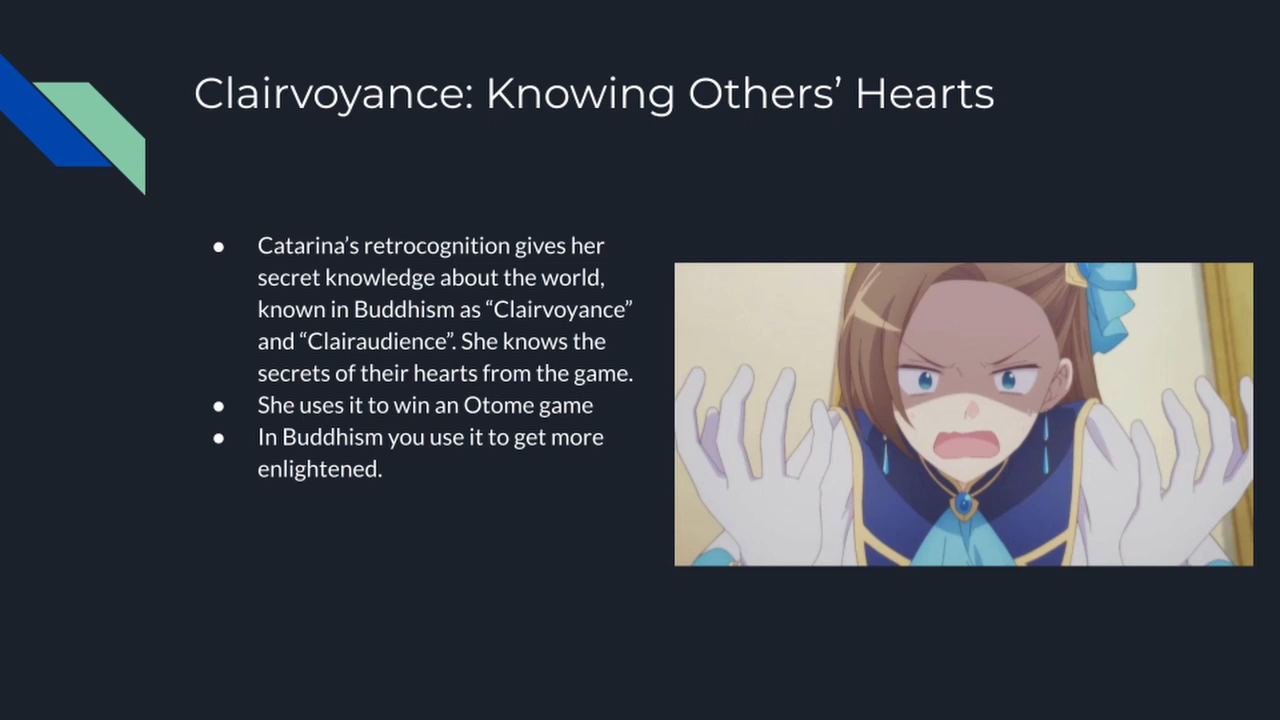 Clairvoyance: Knowing Others’ Hearts
● Catarina’s retrocognition gives her
secret knowledge about the world,
known in Buddhism as “Clairvoyance”
and “Clairaudience”. She knows the
secrets of their hearts from the game.
● She uses it to win an Otome game
● In Buddhism you use it to get more
enlightened.